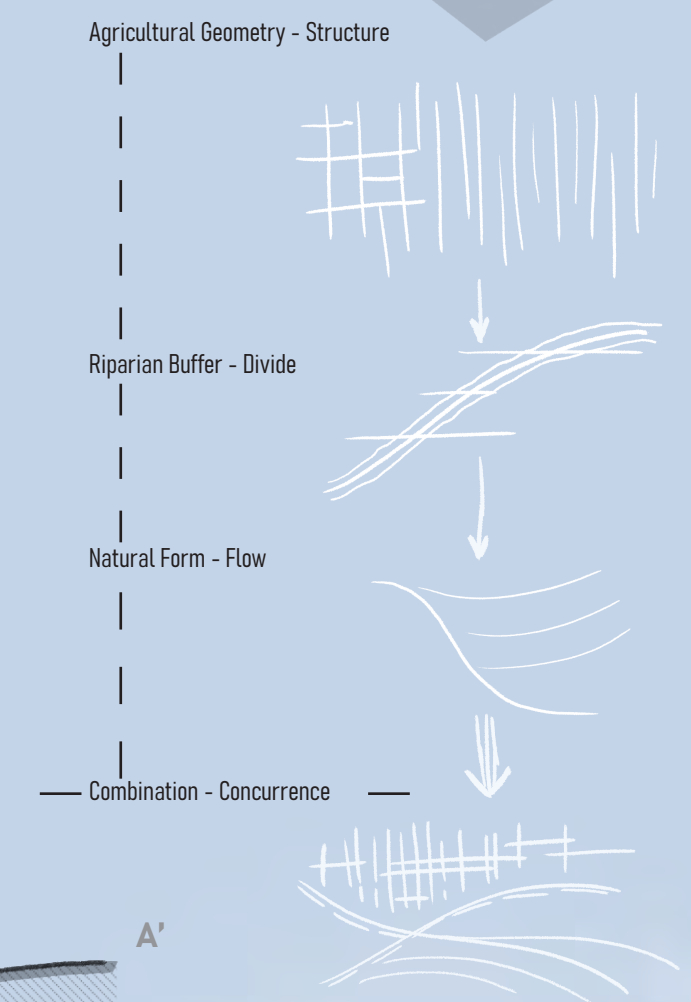 Agricultural Geometry - Structure
Riparian Buffer - Divide
Natural Form - Flow
Combination - Concurrence
A’